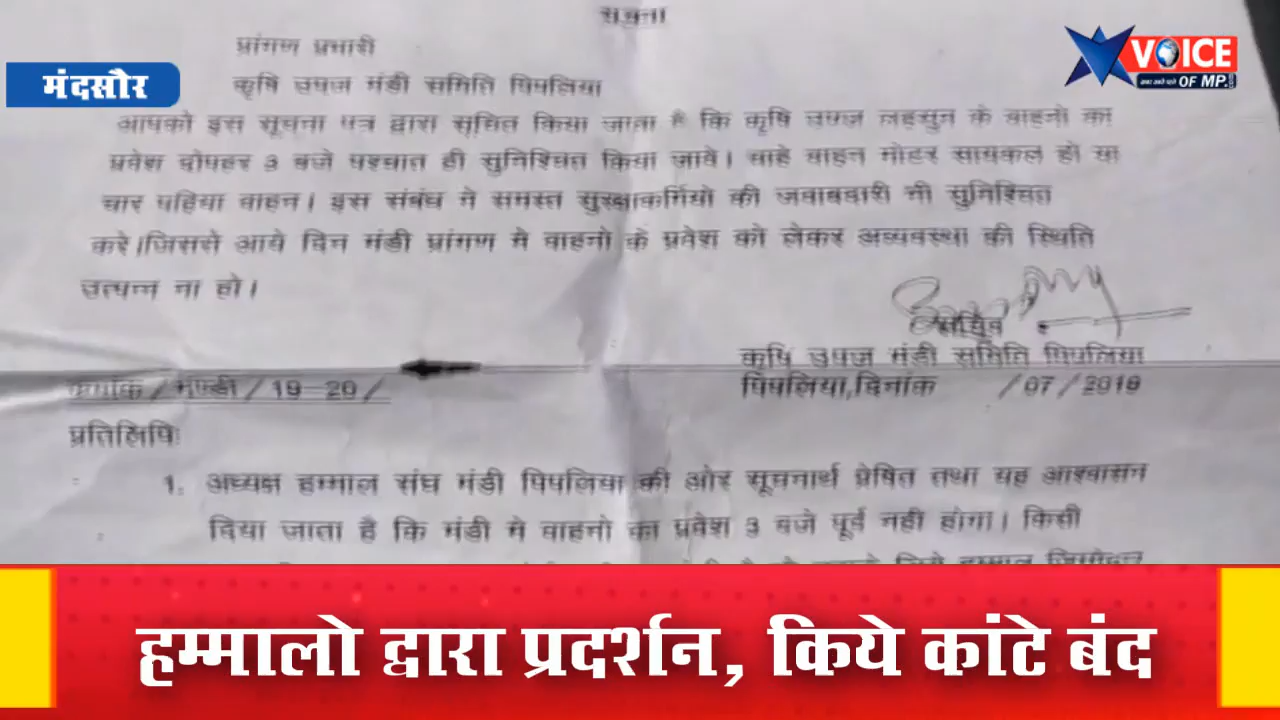 सूचना
प्रांगण प्रभारी
कृषि उपज मंडी समिति पिपलिया
मंदसौर
VOICE
OF MP
आपको इस सूचना पत्र द्वारा सूचित किया जाता है कि कृषि उपज लहसुन के वाहनो का
प्रवेश दोपहर 3 बजे पश्चात ही सुनिश्चित किया जावे। चाहे वाहन मोटर सायकल हो या
चार पहिया वाहन। इस संबंध मे समस्त सुरक्षाकर्मियो की जवाबदारी भी सुनिश्चित
करे।जिससे आये दिन मंडी प्रांगण मे वाहनो के प्रवेश को लेकर अव्यवस्था की स्थिति
उत्पन्न ना हो।
सचिव
कृषि उपज मंडी समिति पिपलिया
क्रमांक/मण्डी/19-20/
पिपलिया,दिनांक /07/2019
प्रतिलिपिः
1. अध्यक्ष हम्माल संघ मंडी पिपलिया की ओर सूचनार्थ प्रेषित तथा यह आश्वासन
दिया जाता है कि मंडी मे वाहनो का प्रवेश 3 बजे पूर्व नही होगा। किसी
हम्मालो द्वारा प्रदर्शन, किये कांटे बंद